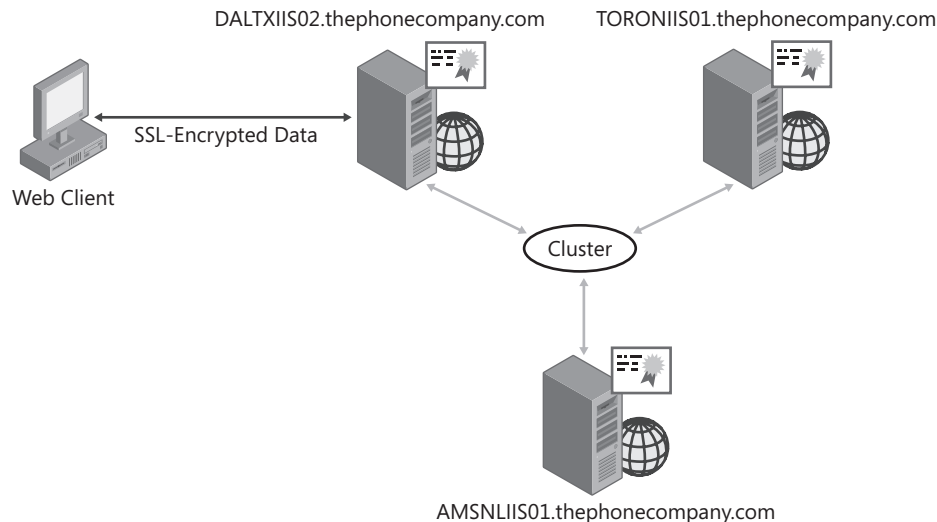 DALTXIIS02.thephonecompany.com
TORONIIS01.thephonecompany.com
SSL-Encrypted Data
Web Client
Cluster
AMSNLIIS01.thephonecompany.com